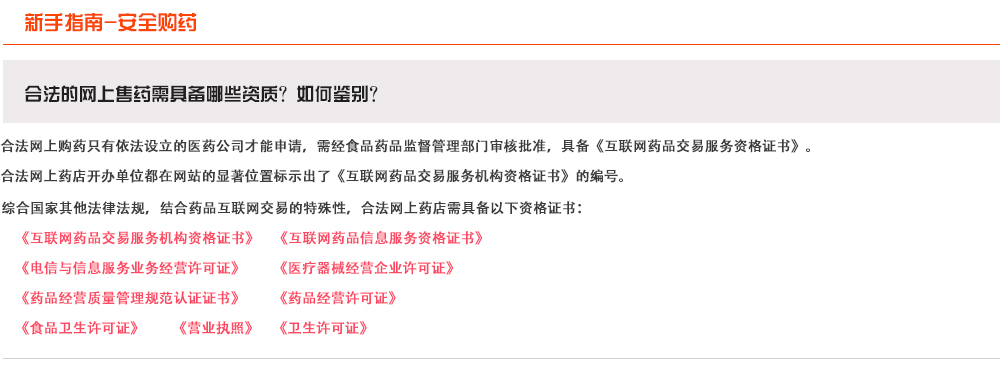 新手指南-安全购药
合法的网上售药需具备哪些资质？如何鉴别？
合法网上购药只有依法设立的医药公司才能申请，需经食品药品监督管理部门审核批准，具备《互联网药品交易服务资格证书》。
合法网上药店开办单位都在网站的显著位置标示出了《互联网药品交易服务机构资格证书》的编号。
综合国家其他法律法规，结合药品互联网交易的特殊性，合法网上药店需具备以下资格证书：
《互联网药品交易服务机构资格证书》 《互联网药品信息服务资格证书》
《电信与信息服务业务经营许可证》 《医疗器械经营企业许可证》
《药品经营质量管理规范认证证书》 《药品经营许可证》
《食品卫生许可证》 《营业执照》 《卫生许可证》